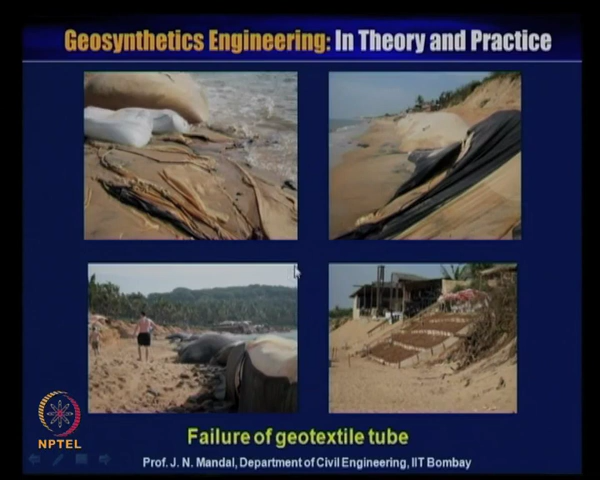 Geosynthetics Engineering: In Theory and Practice
NPTEL
Failure of geotextile tube
Prof. J. N. Mandal, Department of Civil Engineering, IIT Bombay